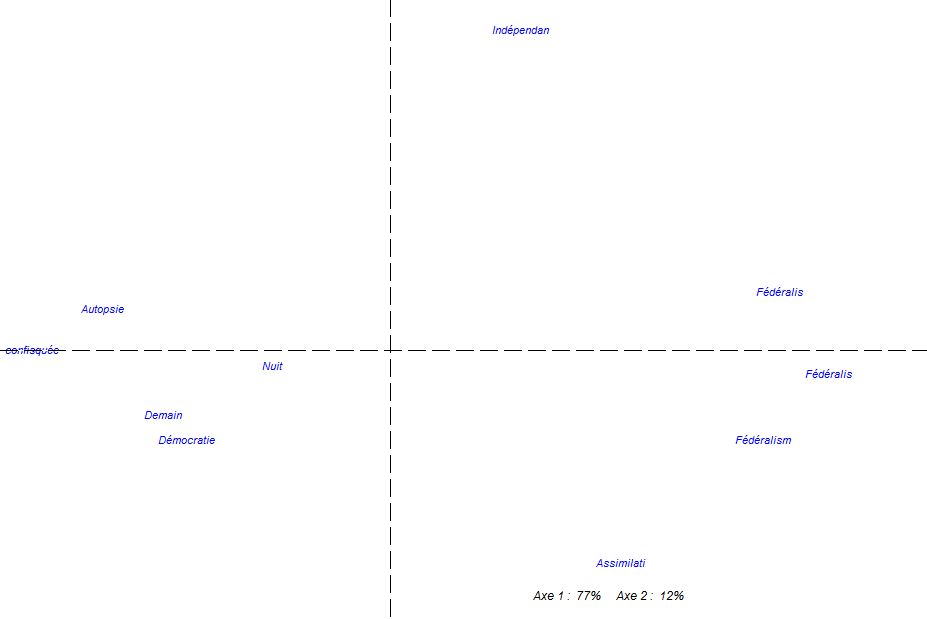 Indépendan
Fédéralis
Autopsie
confisquée
Nuit
Fédéralis
Demain
Démocratie
Fédéralism
Assimilati
Axe 1 : 77% Axe 2 : 12%